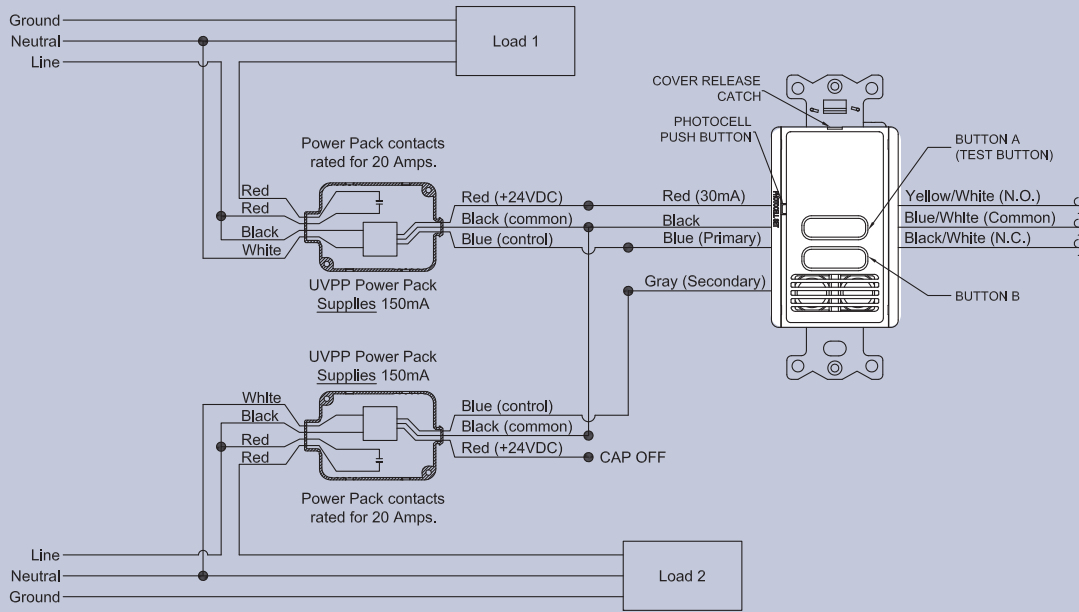 Ground
Neutral
Line
Load 1
COVER RELEASE
CATCH
PHOTOCELL
PUSH BUTTON
BUTTON A
(TEST BUTTON)
Power Pack contacts
rated for 20 Amps.
Red
Red
Black
White
Red (+24VDC)
Black (common)
Blue (control)
Red (30mA)
Black
Blue (Primary)
Gray (Secondary)
Yellow/White (N.O.)
Blue/White (Common)
Black/White (N.C.)
BUTTON B
UVPP Power Pack
Supplies 150mA
UVPP Power Pack
Supplies 150mA
White
Black
Red
Red
Blue (control)
Black (common)
Red (+24VDC)
CAP OFF
Power Pack contacts
rated for 20 Amps.
Line
Neutral
Ground
Load 2